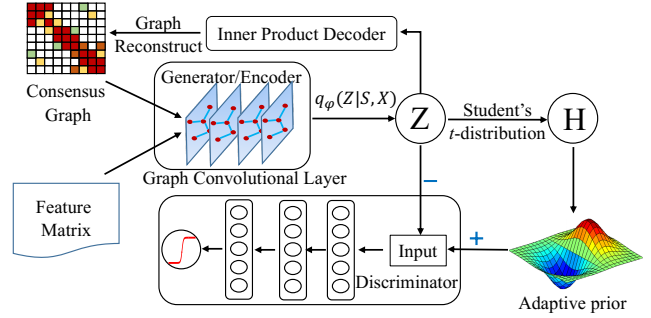 Graph
Reconstruct
Inner Product Decoder
Consensus
Graph
Generator/Encoder
qφ(Z|S, X)
Z
Student's
t-distribution
H
Graph Convolutional Layer
Feature
Matrix
−
Input
+
Discriminator
Adaptive prior